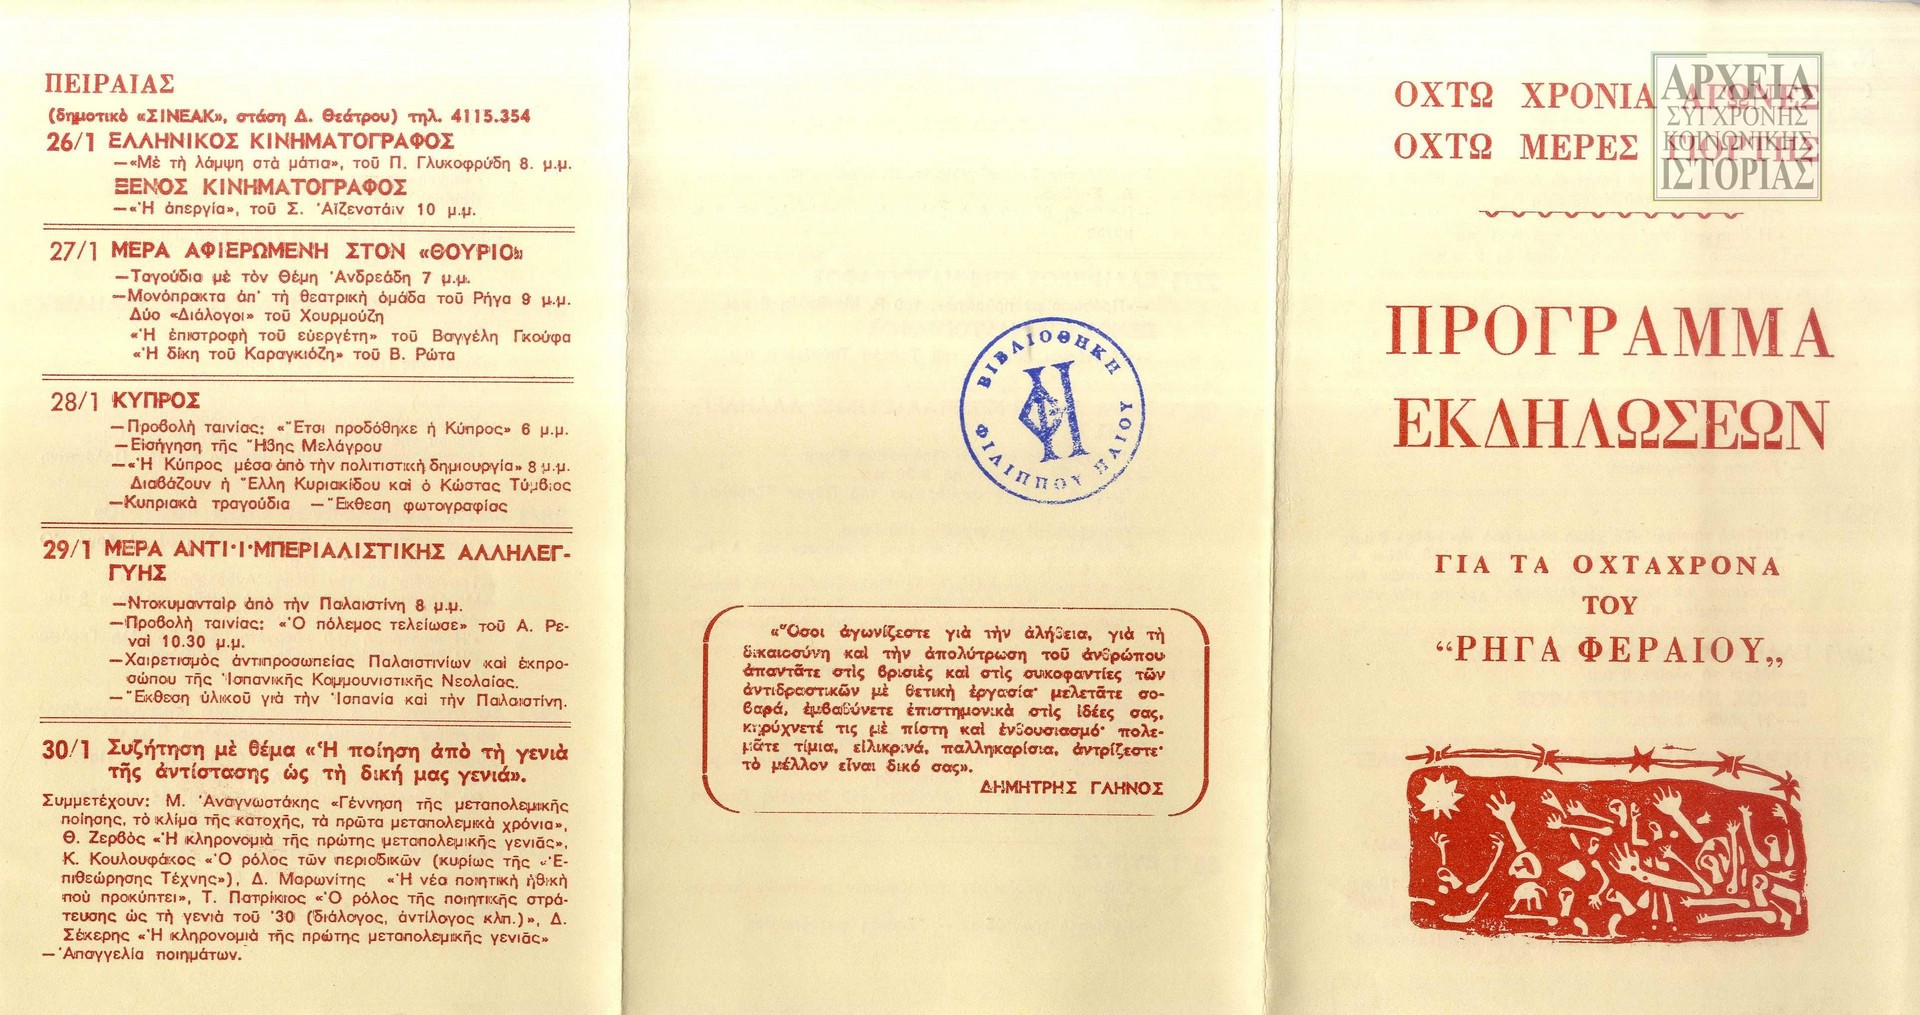 ΠΕΙΡΑΙΑΣ
(δημοτικὸ «ΣΙΝΕΑΚ», στάση Δ. Θεάτρου) τηλ. 4115.354
26/1 ΕΛΛΗΝΙΚΟΣ ΚΙΝΗΜΑΤΟΓΡΑΦΟΣ
—«Μὲ τὴ λάμψη στὰ μάτια», τοῦ Π. Γλυκοφρύδη 8. μ.μ.
ΞΕΝΟΣ ΚΙΝΗΜΑΤΟΓΡΑΦΟΣ
—«Ἡ ἀπεργία», τοῦ Σ. Ἀϊζενστάιν 10 μ.μ.
27/1 ΜΕΡΑ ΑΦΙΕΡΩΜΕΝΗ ΣΤΟΝ «ΘΟΥΡΙΟ»
—Ταγούδια μὲ τὸν Θέμη Ἀνδρεάδη 7 μ.μ.
—Μονόπρακτα ἀπ' τὴ θεατρικὴ ὁμάδα τοῦ Ρήγα 9 μ.μ.
Δύο «Διάλογοι» τοῦ Χουρμούζη
«Ἡ ἐπιστροφὴ τοῦ εὐεργέτη» τοῦ Βαγγέλη Γκούφα
«Ἡ δίκη τοῦ Καραγκιόζη» τοῦ Β. Ρώτα
28/1 ΚΥΠΡΟΣ
—Προβολὴ ταινίας: «Ἔτσι προδόθηκε ἡ Κύπρος» 6 μ.μ.
—Εἰσήγηση τῆς Ἥβης Μελάγρου
—«Ἡ Κύπρος μέσα ἀπὸ τὴν πολιτιστικὴ δημιουργία» 8 μ.μ.
Διαβάζουν ἡ Ἔλλη Κυριακίδου καὶ ὁ Κώστας Τύμβιος
—Κυπριακὰ τραγούδια —Ἔκθεση φωτογραφίας
29/1 ΜΕΡΑ ΑΝΤΙ·Ι·ΜΠΕΡΙΑΛΙΣΤΙΚΗΣ ΑΛΛΗΛΕΓ-
ΓΥΗΣ
—Ντοκυμανταὶρ ἀπὸ τὴν Παλαιστίνη 8 μ.μ.
—Προβολὴ ταινίας: «Ὁ πόλεμος τελείωσε» τοῦ Α. Ρε-
ναὶ 10.30 μ.μ.
—Χαιρετισμὸς ἀντιπροσωπείας Παλαιστινίων καὶ ἐκπρο-
σώπου τῆς Ἰσπανικῆς Κομμουνιστικῆς Νεολαίας.
—Ἔκθεση ὑλικοῦ γιὰ τὴν Ἰσπανία καὶ τὴν Παλαιστίνη.
30/1 Συζήτηση μὲ θέμα «Ἡ ποίηση ἀπὸ τὴ γενιὰ
τῆς ἀντίστασης ὡς τὴ δική μας γενιά».
Συμμετέχουν: Μ. Ἀναγνωστάκης «Γέννηση τῆς μεταπολεμικῆς
ποίησης, τὸ κλίμα τῆς κατοχῆς, τὰ πρῶτα μεταπολεμικὰ χρόνια»,
Θ. Ζερβὸς «Ἡ κληρονομιὰ τῆς πρώτης μεταπολεμικῆς γενιᾶς»,
Κ. Κουλουφάκος «Ὁ ρόλος τῶν περιοδικῶν (κυρίως τῆς «Ἐ-
πιθεώρησης Τέχνης»), Δ. Μαρωνίτης «Ἡ νέα ποιητικὴ ἠθικὴ
ποὺ προκύπτει», Τ. Πατρίκιος «Ὁ ρόλος τῆς ποιητικῆς στρά-
τευσης ὡς τὴ γενιὰ τοῦ '30 (διάλογος, ἀντίλογος κλπ.)», Δ.
Σέκερης «Ἡ κληρονομιὰ τῆς πρώτης μεταπολεμικῆς γενιᾶς»
—Ἀπαγγελία ποιημάτων.
ΒΙΒΛΙΟΘΗΚΗ
ΦΙΛΙΠΠΟΥ ΗΛΙΟΥ
«Ὅσοι ἀγωνίζεστε γιὰ τὴν ἀλήθεια, γιὰ τὴ
δικαιοσύνη καὶ τὴν ἀπολύτρωση τοῦ ἀνθρώπου
ἀπαντᾶτε στὶς βρισιὲς καὶ στὶς συκοφαντίες τῶν
ἀντιδραστικῶν μὲ θετικὴ ἐργασία· μελετᾶτε σο-
βαρά, ἐμβαθύνετε ἐπιστημονικὰ στὶς ἰδέες σας,
κηρύχνετέ τις μὲ πίστη καὶ ἐνθουσιασμό· πολε-
μᾶτε τίμια, εἰλικρινά, παλληκαρίσια, ἀντρίζεστε·
τὸ μέλλον εἶναι δικό σας».
ΔΗΜΗΤΡΗΣ ΓΛΗΝΟΣ
ΟΧΤΩ ΧΡΟΝΙΑ ΑΓΩΝΕΣ
ΟΧΤΩ ΜΕΡΕΣ ΓΙΟΡΤΗΣ
ΑΡΧΕΙΑ
ΣΥΓΧΡΟΝΗΣ
ΚΟΙΝΩΝΙΚΗΣ
ΙΣΤΟΡΙΑΣ
ΠΡΟΓΡΑΜΜΑ
ΕΚΔΗΛΩΣΕΩΝ
ΓΙΑ ΤΑ ΟΧΤΑΧΡΟΝΑ
ΤΟΥ
“ΡΗΓΑ ΦΕΡΑΙΟΥ„